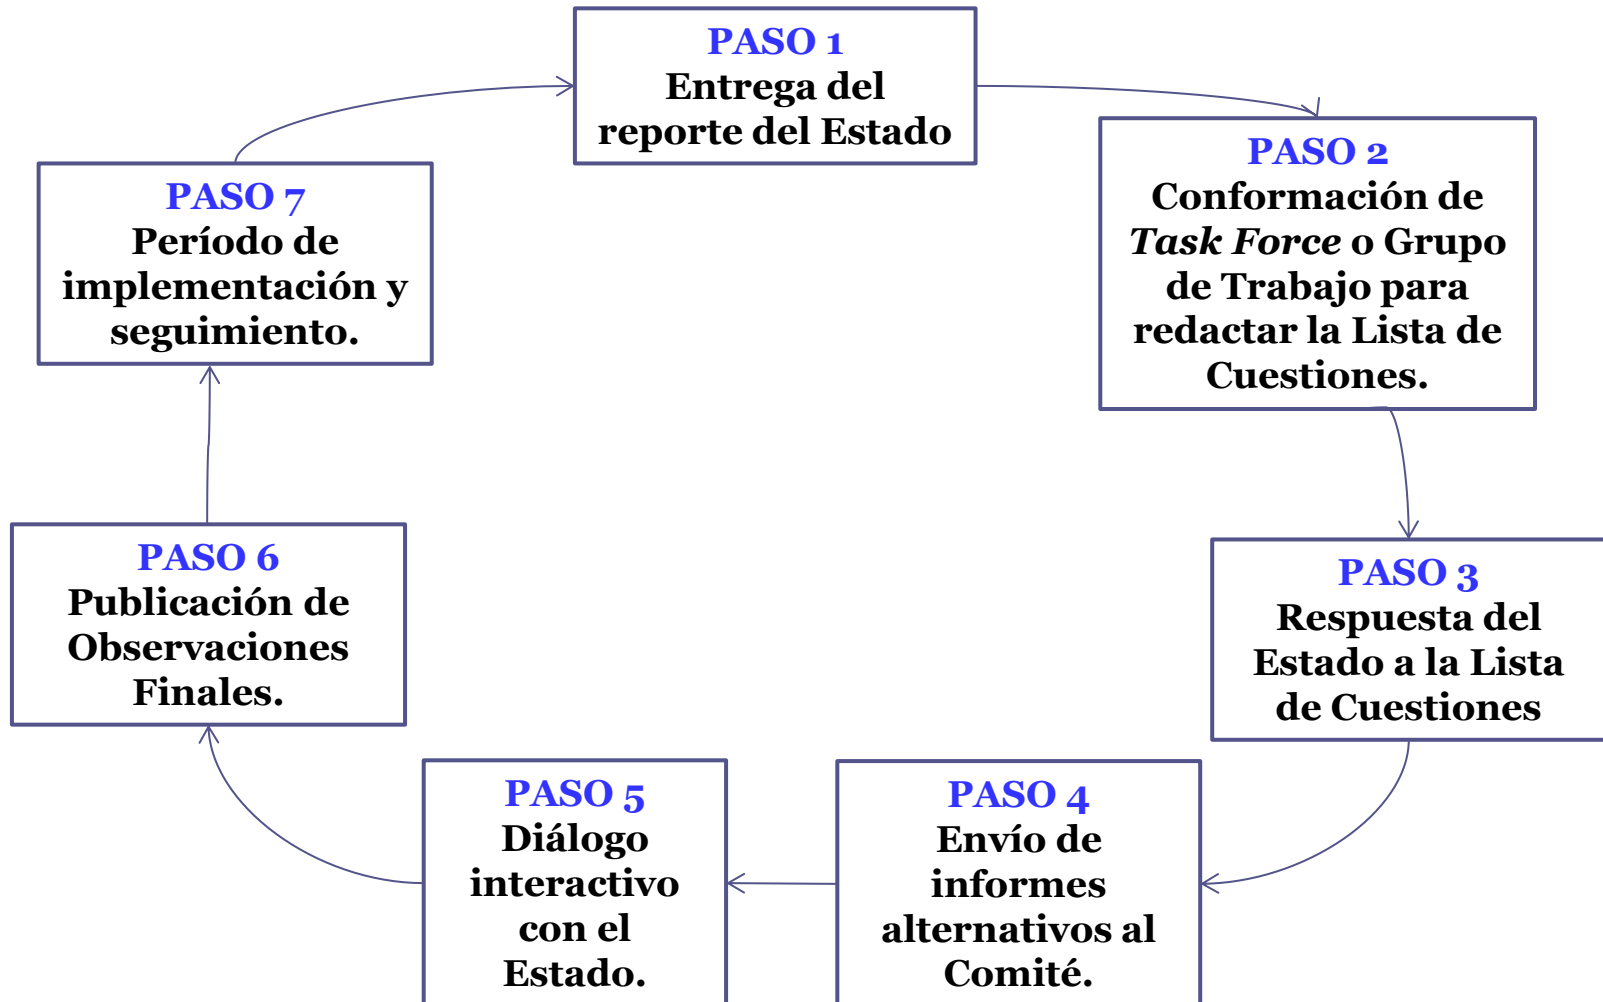 PASO 1
Entrega del
reporte del Estado
PASO 2
Conformación de
Task Force o Grupo
de Trabajo para
redactar la Lista de
Cuestiones.
PASO 3
Respuesta del
Estado a la Lista
de Cuestiones
PASO 4
Envío de
informes
alternativos al
Comité.
PASO 5
Diálogo
interactivo
con el
Estado.
PASO 6
Publicación de
Observaciones
Finales.
PASO 7
Período de
implementación y
seguimiento.